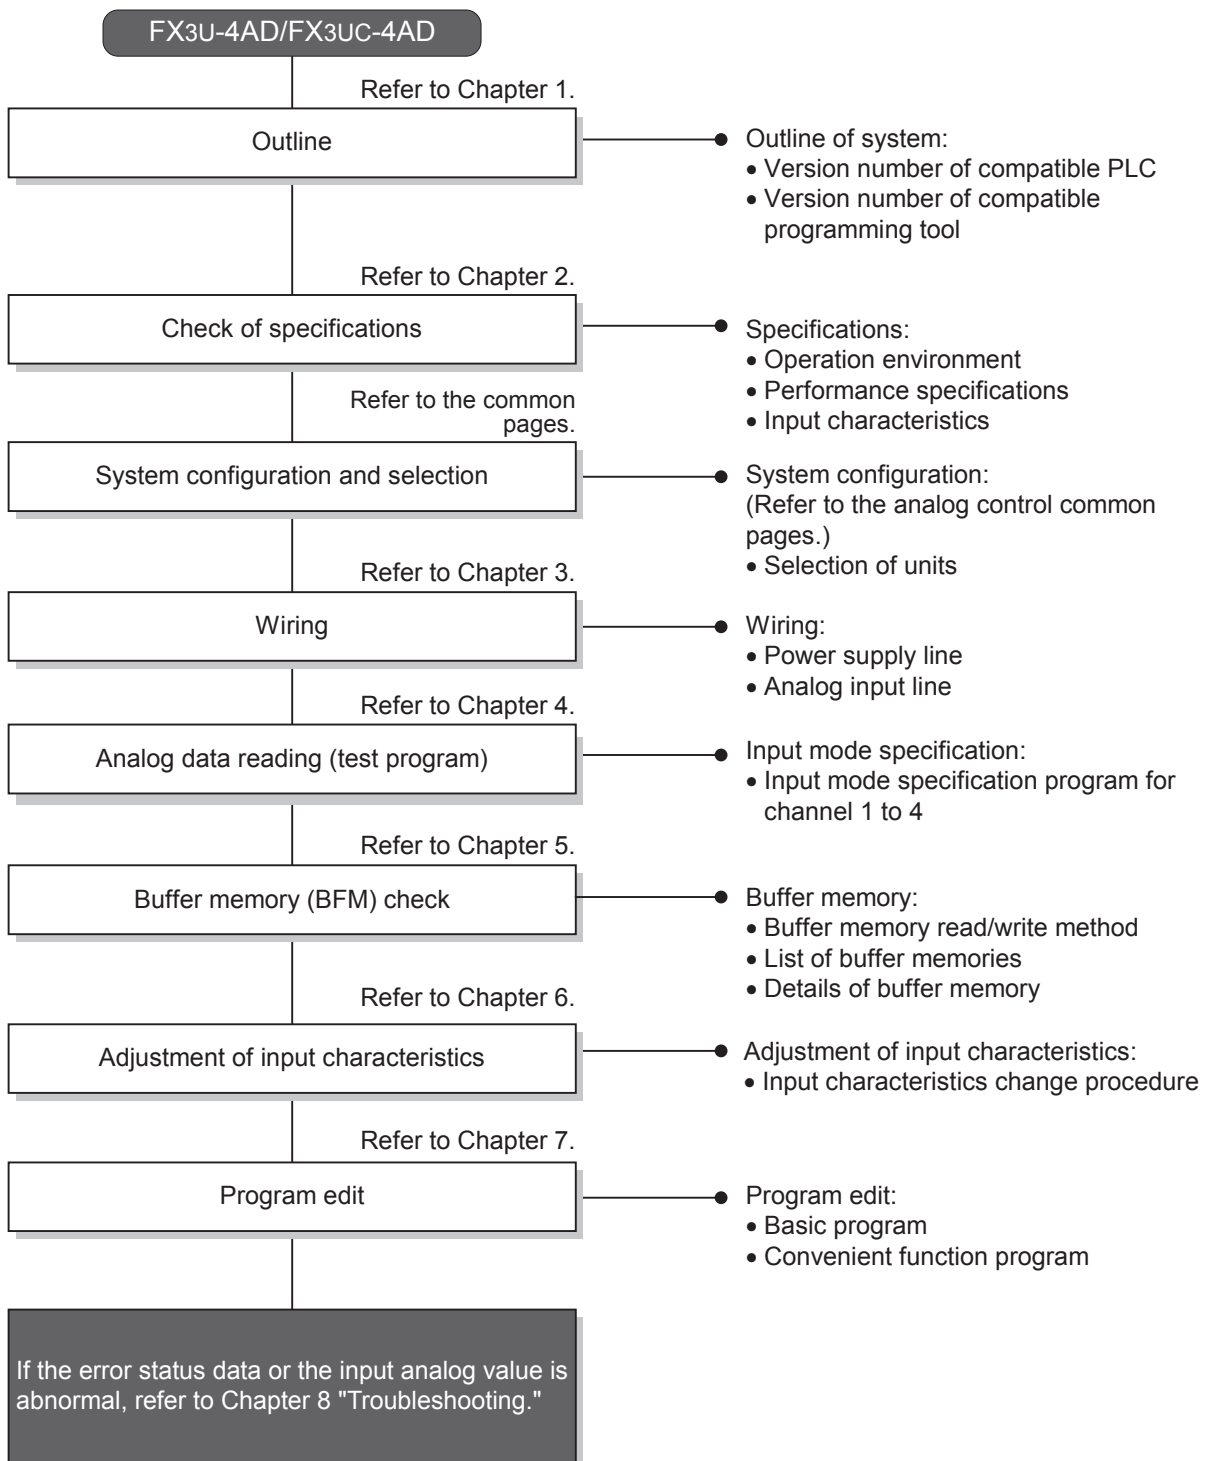 FX3U-4AD/FX3UC-4AD
Refer to Chapter 1.
Outline
Outline of system:
• Version number of compatible PLC
• Version number of compatible
programming tool
Refer to Chapter 2.
Check of specifications
Specifications:
• Operation environment
• Performance specifications
• Input characteristics
Refer to the common
pages.
System configuration and selection
System configuration:
(Refer to the analog control common
pages.)
• Selection of units
Refer to Chapter 3.
Wiring
Wiring:
• Power supply line
• Analog input line
Refer to Chapter 4.
Analog data reading (test program)
Input mode specification:
• Input mode specification program for
channel 1 to 4
Refer to Chapter 5.
Buffer memory (BFM) check
Buffer memory:
• Buffer memory read/write method
• List of buffer memories
• Details of buffer memory
Refer to Chapter 6.
Adjustment of input characteristics
Adjustment of input characteristics:
• Input characteristics change procedure
Refer to Chapter 7.
Program edit
Program edit:
• Basic program
• Convenient function program
If the error status data or the input analog value is
abnormal, refer to Chapter 8 "Troubleshooting."